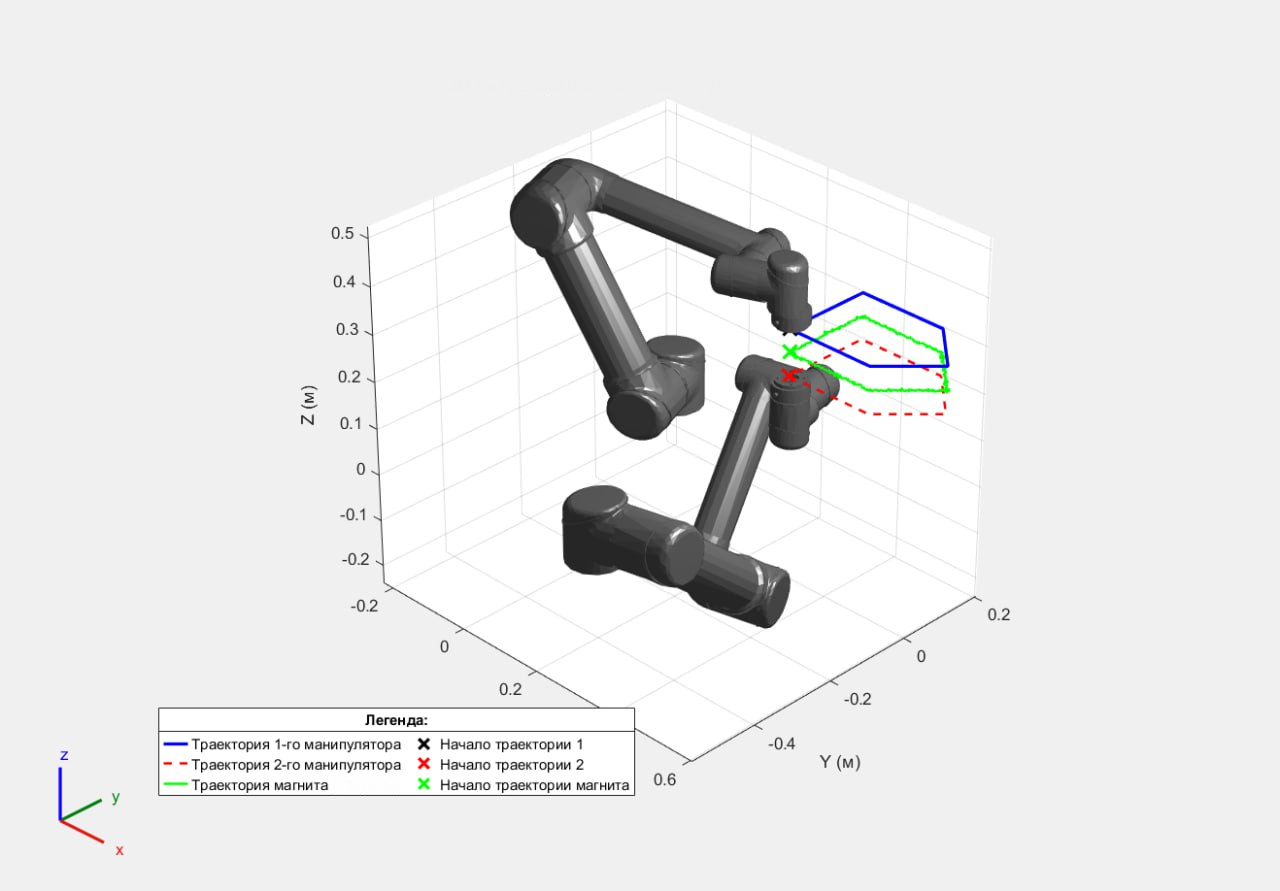 0.5
0.4
0.3
0.2
0.1
0
-0.1
-0.2
Z (м)
-0.2
0
0.2
0.6
-0.4
-0.2
0
0.2
Y (м)
Легенда:
Траектория 1-го манипулятора
Начало траектории 1
Траектория 2-го манипулятора
Начало траектории 2
Траектория магнита
Начало траектории магнита
z
y
x